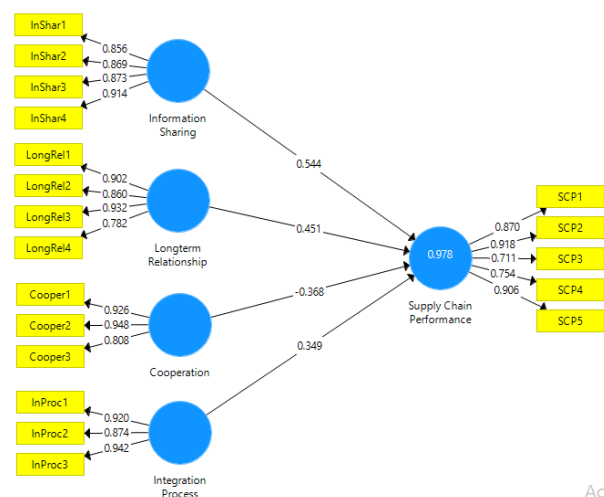 InShar1
0.856
InShar2
0.869
InShar3
0.873
InShar4
0.914
Information
Sharing
0.544
LongRel1
0.902
LongRel2
0.860
LongRel3
0.932
LongRel4
0.782
Longterm
Relationship
0.451
Cooper1
0.926
Cooper2
0.948
Cooper3
0.808
Cooperation
-0.368
InProc1
0.920
InProc2
0.874
InProc3
0.942
Integration
Process
0.349
0.978
Supply Chain
Performance
SCP1
0.870
SCP2
0.918
SCP3
0.711
SCP4
0.754
SCP5
0.906
Ac